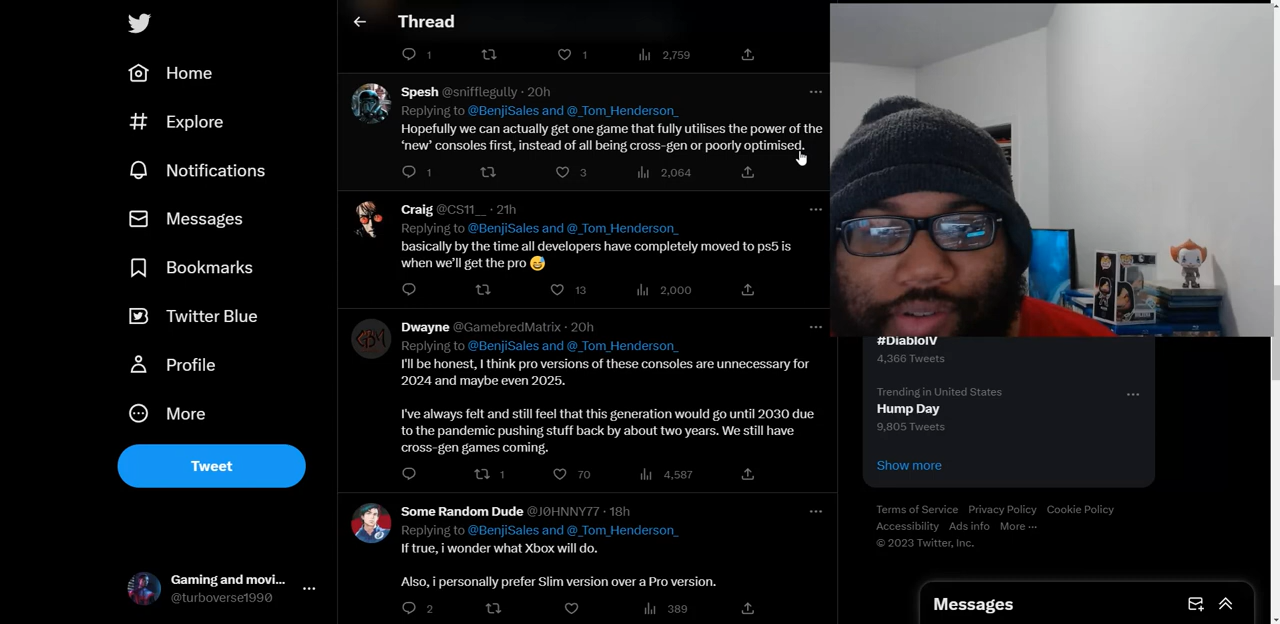 Thread
1 1 2,759
Home
Explore
Notifications
Messages
Bookmarks
Twitter Blue
Profile
More
Tweet
Gaming and movi...
@turboverse1990
Spesh @snifflegully · 20h
Replying to @BenjiSales and @_Tom_Henderson_
Hopefully we can actually get one game that fully utilises the power of the
‘new’ consoles first, instead of all being cross-gen or poorly optimised.
1 3 2,064
Craig @CS11__ · 21h
Replying to @BenjiSales and @_Tom_Henderson_
basically by the time all developers have completely moved to ps5 is
when we’ll get the pro 😅
13 2,000
Dwayne @GamebredMatrix · 20h
Replying to @BenjiSales and @_Tom_Henderson_
I'll be honest, I think pro versions of these consoles are unnecessary for
2024 and maybe even 2025.
I've always felt and still feel that this generation would go until 2030 due
to the pandemic pushing stuff back by about two years. We still have
cross-gen games coming.
1 70 4,587
Some Random Dude @JØHNNY77 · 18h
Replying to @BenjiSales and @_Tom_Henderson_
If true, i wonder what Xbox will do.
Also, i personally prefer Slim version over a Pro version.
2 389
#DiabloIV
4,366 Tweets
Trending in United States
Hump Day
9,805 Tweets
Show more
Terms of Service Privacy Policy Cookie Policy
Accessibility Ads info More ···
© 2023 Twitter, Inc.
Messages